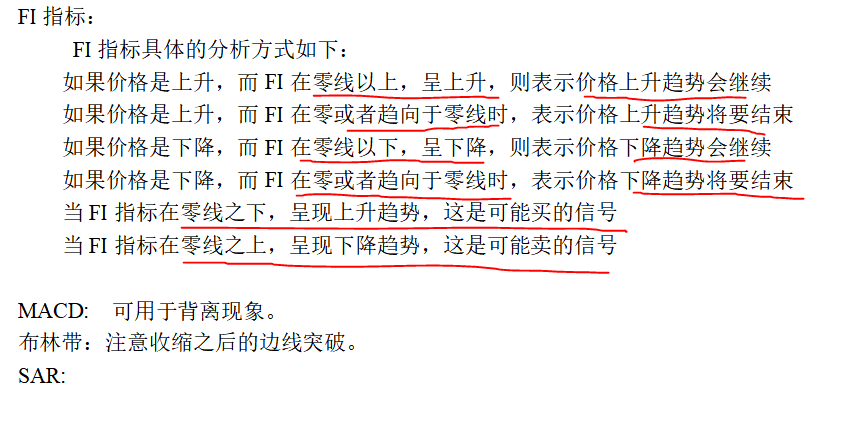 FI 指标：
FI 指标具体的分析方式如下：
如果价格是上升，而 FI 在零线以上，呈上升，则表示价格上升趋势会继续
如果价格是上升，而 FI 在零或者趋向于零线时，表示价格上升趋势将要结束
如果价格是下降，而 FI 在零线以下，呈下降，则表示价格下降趋势会继续
如果价格是下降，而 FI 在零或者趋向于零线时，表示价格下降趋势将要结束
当 FI 指标在零线之下，呈现上升趋势，这是可能买的信号
当 FI 指标在零线之上，呈现下降趋势，这是可能卖的信号
MACD: 可用于背离现象。
布林带：注意收缩之后的边线突破。
SAR: